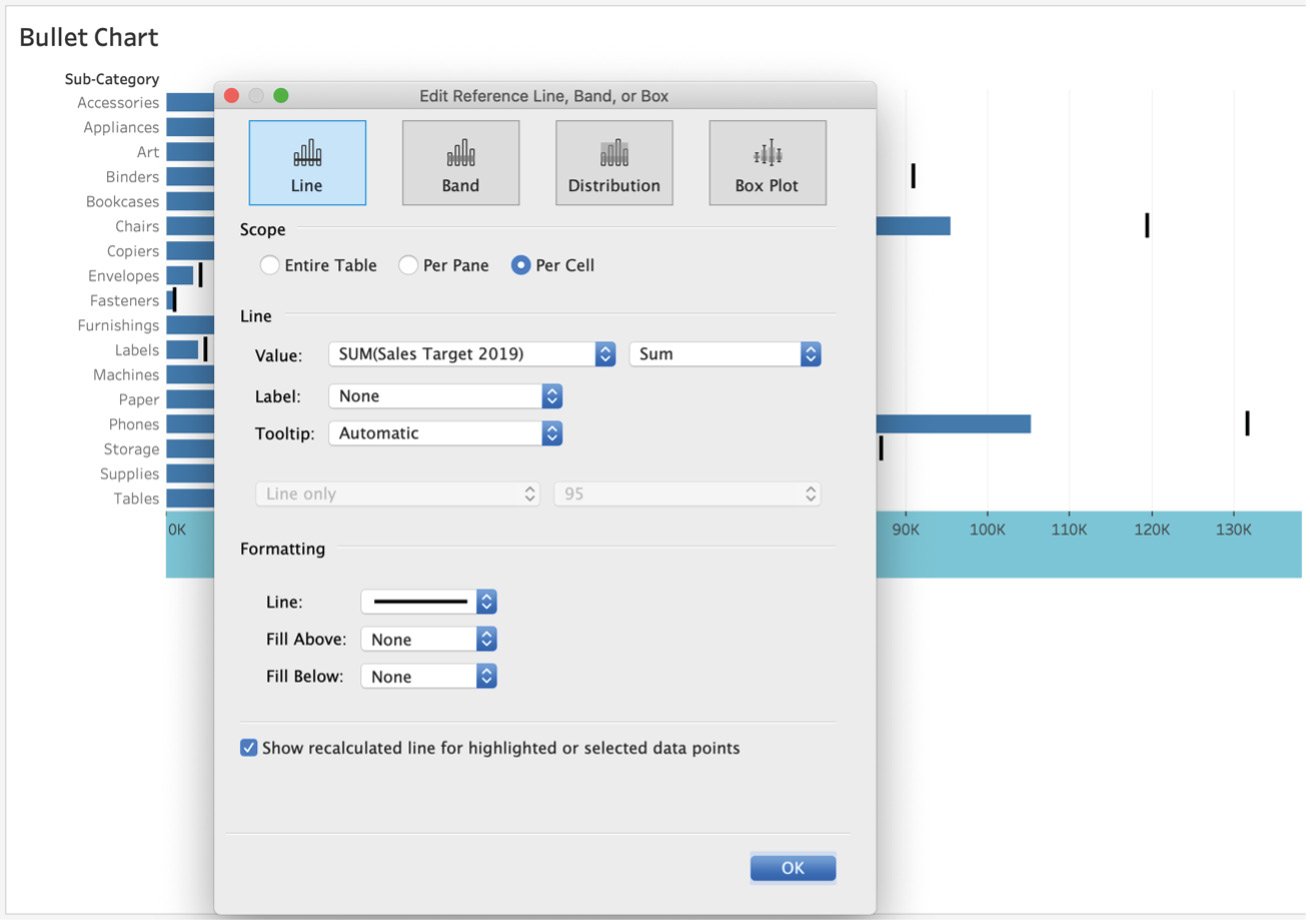 Bullet Chart
Sub-Category
Accessories
Appliances
Art
Binders
Bookcases
Chairs
Copiers
Envelopes
Fasteners
Furnishings
Labels
Machines
Paper
Phones
Storage
Supplies
Tables
0K
90K 100K 110K 120K 130K
Edit Reference Line, Band, or Box
Line Band Distribution Box Plot
Scope
Entire Table Per Pane Per Cell
Line
Value: SUM(Sales Target 2019) Sum
Label: None
Tooltip: Automatic
Line only 95
Formatting
Line:
Fill Above: None
Fill Below: None
Show recalculated line for highlighted or selected data points
OK